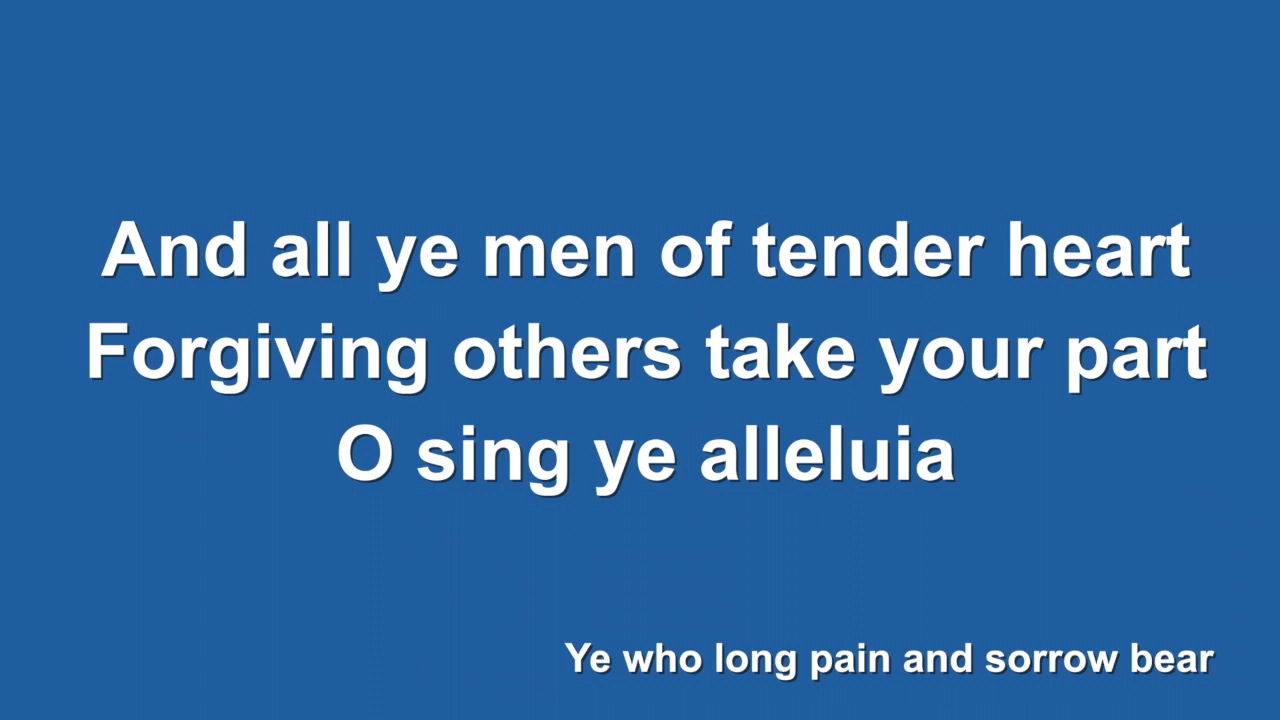 And all ye men of tender heart
Forgiving others take your part
O sing ye alleluia
Ye who long pain and sorrow bear